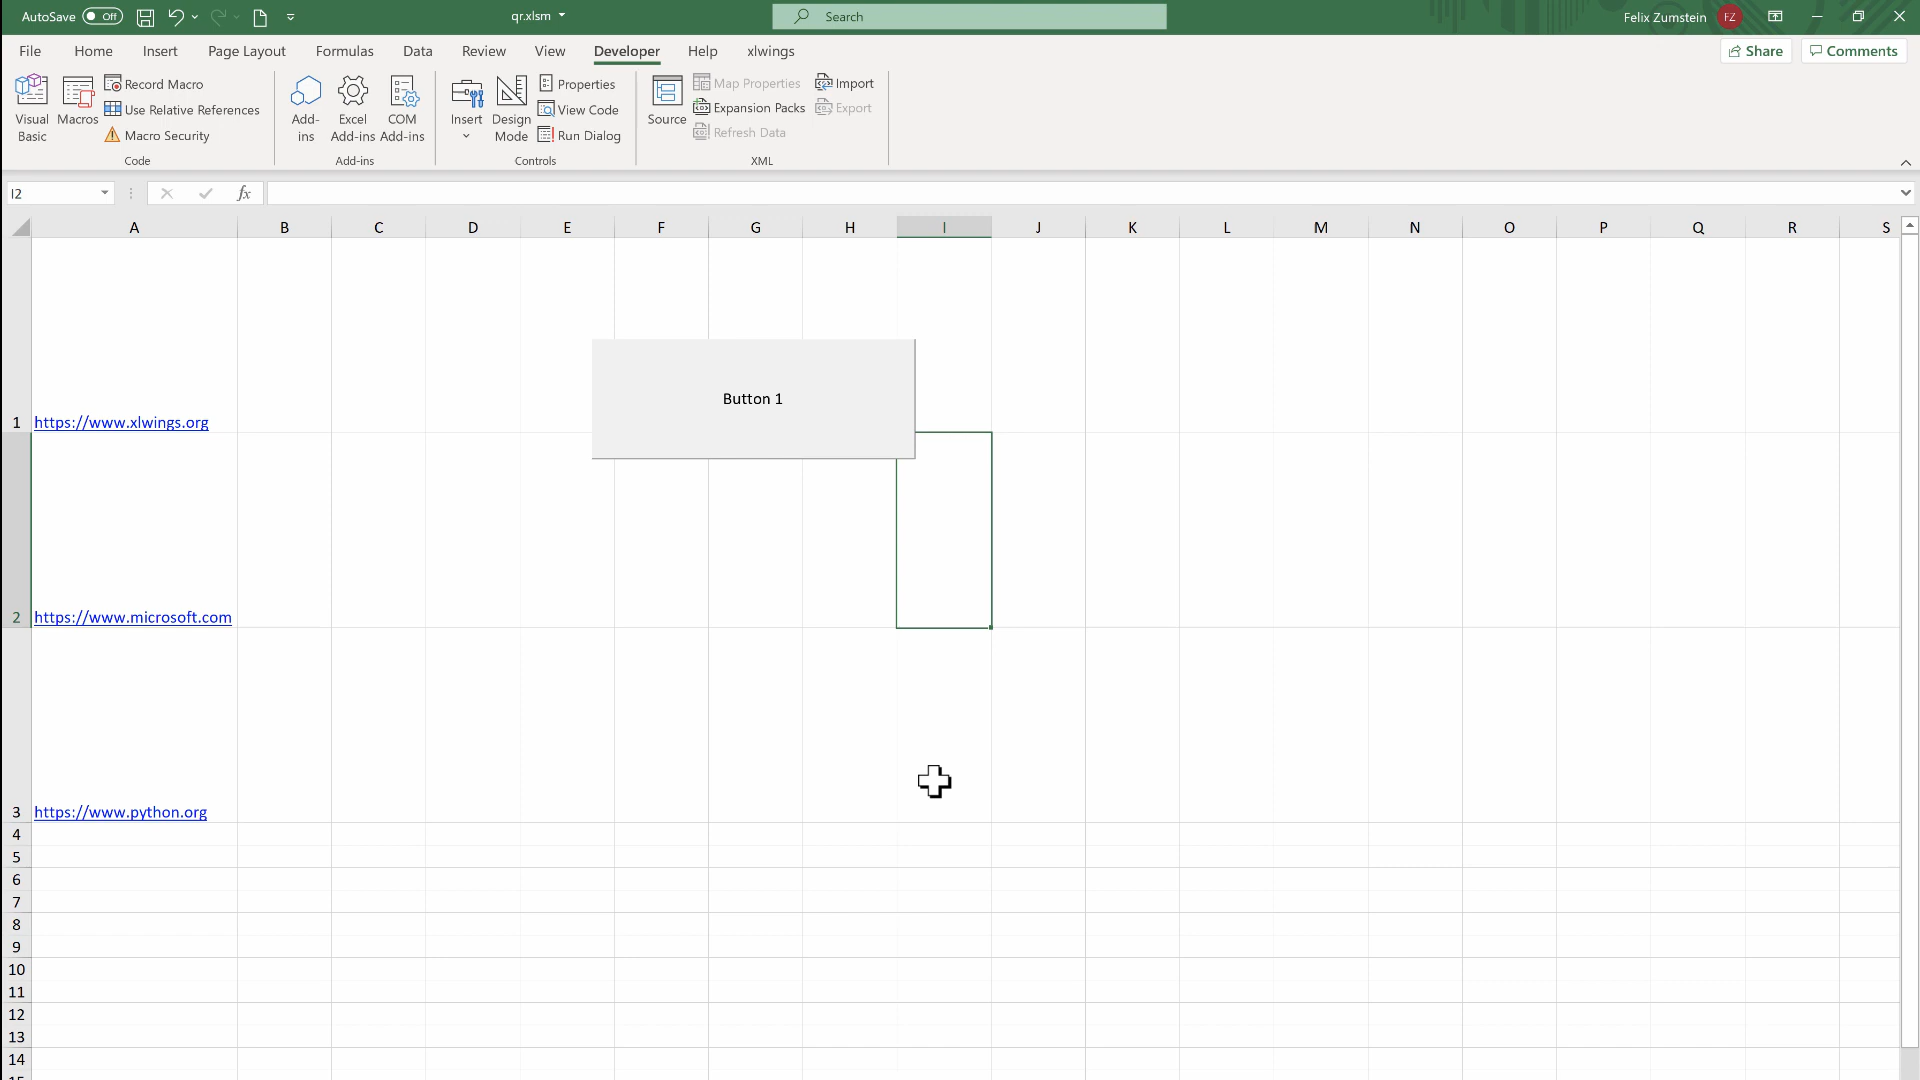 AutoSave Off qr.xlsm Search Felix Zumstein FZ
File Home Insert Page Layout Formulas Data Review View Developer Help xlwings Share Comments
Visual Basic
Macros
Record Macro
Use Relative References
Macro Security
Code
Add-ins
Excel Add-ins
COM Add-ins
Add-ins
Insert
Design Mode
Properties
View Code
Run Dialog
Controls
Source
Map Properties
Expansion Packs
Refresh Data
Import
Export
XML
I2 fx
A B C D E F G H I J K L M N O P Q R S
Button 1
1 https://www.xlwings.org
2 https://www.microsoft.com
3 https://www.python.org
4
5
6
7
8
9
10
11
12
13
14